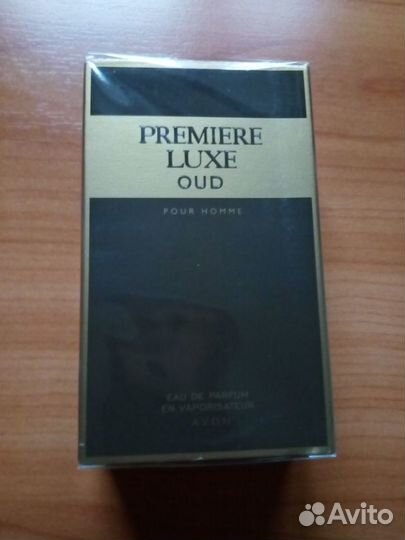 PREMIERE
LUXE
OUD
POUR HOMME
EAU DE PARFUM
EN VAPORISATEUR
AVON
Avito